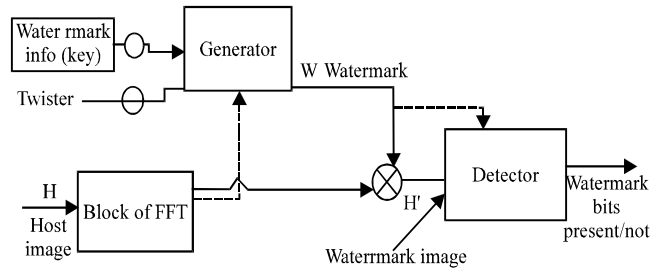 Water rmark
info (key)
Generator
W Watermark
Twister
Detector
H
Block of FFT
Host
image
H'
Watermark
bits
present/not
Waterrmark image